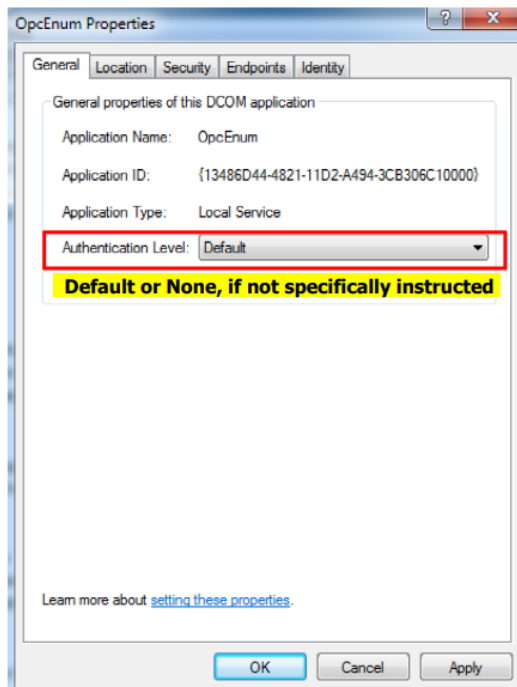 OpcEnum Properties
?
X
General Location Security Endpoints Identity
General properties of this DCOM application
Application Name: OpcEnum
Application ID: {13486D44-4821-11D2-A494-3CB306C10000}
Application Type: Local Service
Authentication Level: Default
Default or None, if not specifically instructed
Learn more about setting these properties.
OK Cancel Apply